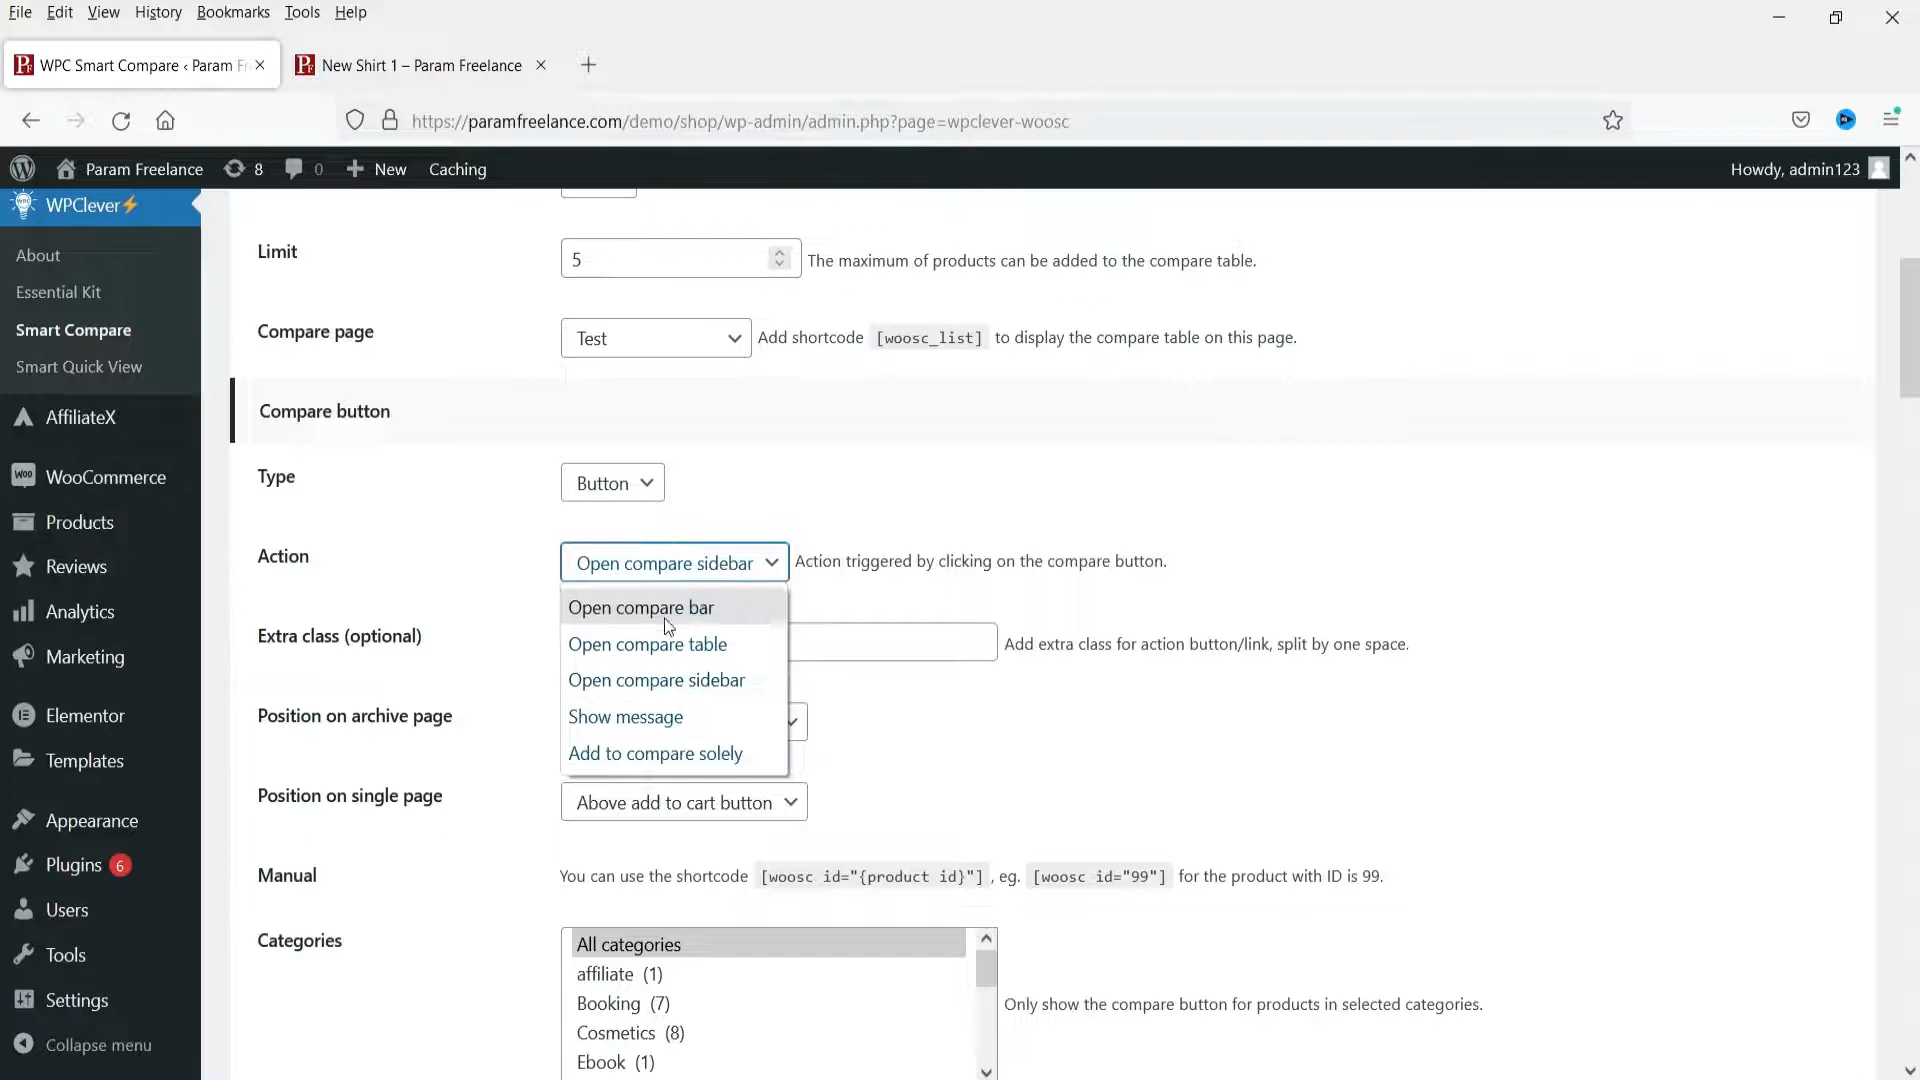 File Edit View History Bookmarks Tools Help
WPC Smart Compare ‹ Param Fr
New Shirt 1 – Param Freelance
https://paramfreelance.com/demo/shop/wp-admin/admin.php?page=wpclever-woosc
Param Freelance 8 0 New Caching Howdy, admin123
WPClever
About
Essential Kit
Smart Compare
Smart Quick View
AffiliateX
WooCommerce
Products
Reviews
Analytics
Marketing
Elementor
Templates
Appearance
Plugins 6
Users
Tools
Settings
Collapse menu
Limit 5 The maximum of products can be added to the compare table.
Compare page Test Add shortcode [woosc_list] to display the compare table on this page.
Compare button
Type Button
Action Open compare sidebar Action triggered by clicking on the compare button.
Open compare bar
Open compare table
Open compare sidebar
Show message
Add to compare solely
Extra class (optional) Add extra class for action button/link, split by one space.
Position on archive page
Position on single page Above add to cart button
Manual You can use the shortcode [woosc id="{product id}"] , eg. [woosc id="99"] for the product with ID is 99.
Categories All categories
affiliate (1)
Booking (7)
Cosmetics (8)
Ebook (1)
Only show the compare button for products in selected categories.